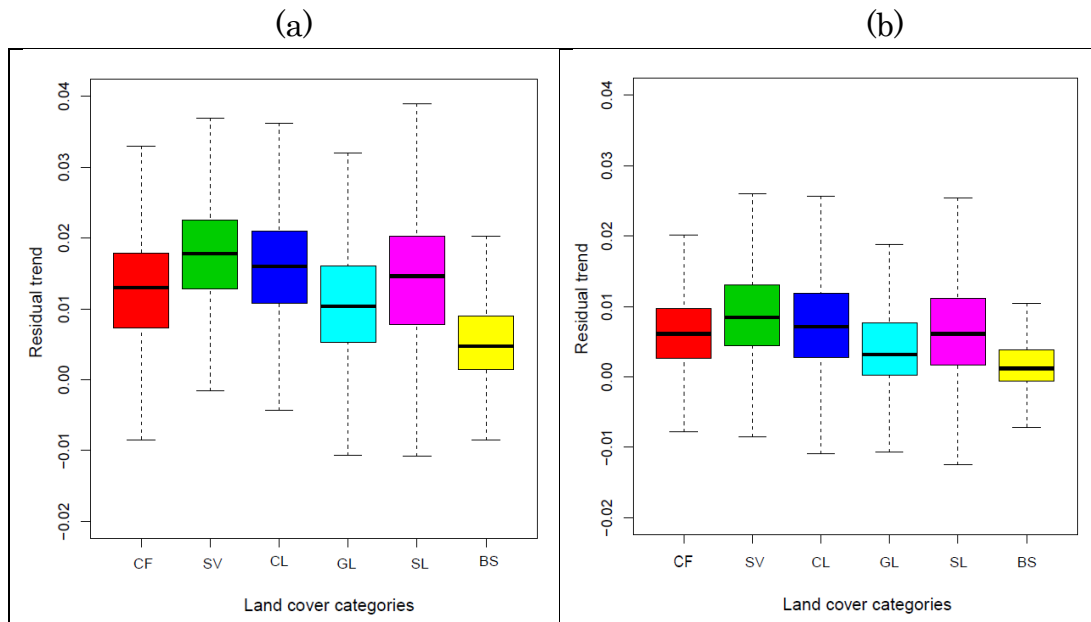 (a)
(b)
Residual trend
0.04
0.03
0.02
0.01
0.00
−0.01
−0.02
CF SV CL GL SL BS
Land cover categories
Residual trend
0.04
0.03
0.02
0.01
0.00
−0.01
−0.02
CF SV CL GL SL BS
Land cover categories